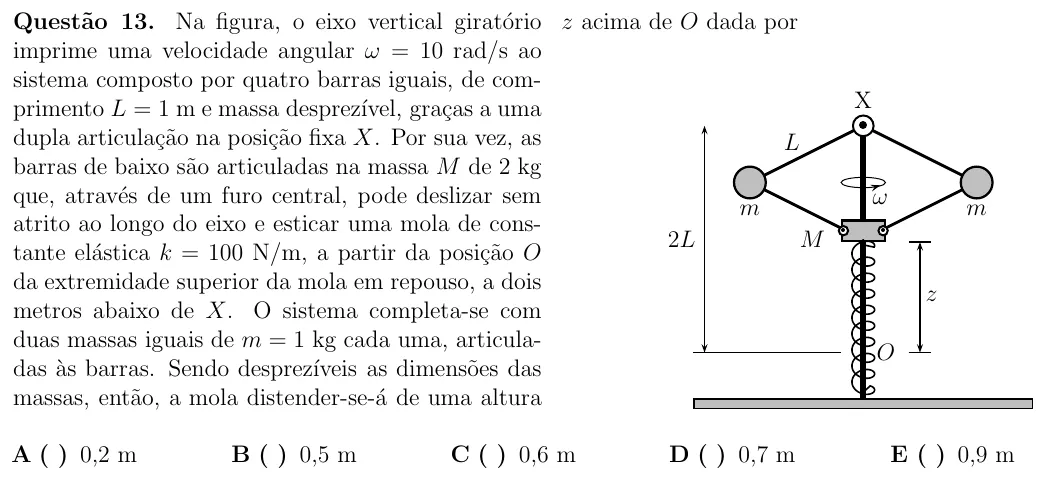 Questão 13. Na figura, o eixo vertical giratório
imprime uma velocidade angular ω = 10 rad/s ao
sistema composto por quatro barras iguais, de com-
primento L = 1 m e massa desprezível, graças a uma
dupla articulação na posição fixa X. Por sua vez, as
barras de baixo são articuladas na massa M de 2 kg
que, através de um furo central, pode deslizar sem
atrito ao longo do eixo e esticar uma mola de cons-
tante elástica k = 100 N/m, a partir da posição O
da extremidade superior da mola em repouso, a dois
metros abaixo de X. O sistema completa-se com
duas massas iguais de m = 1 kg cada uma, articula-
das às barras. Sendo desprezíveis as dimensões das
massas, então, a mola distender-se-á de uma altura
z acima de O dada por
X
L
ω
m
m
M
2L
z
O
A ( ) 0,2 m
B ( ) 0,5 m
C ( ) 0,6 m
D ( ) 0,7 m
E ( ) 0,9 m